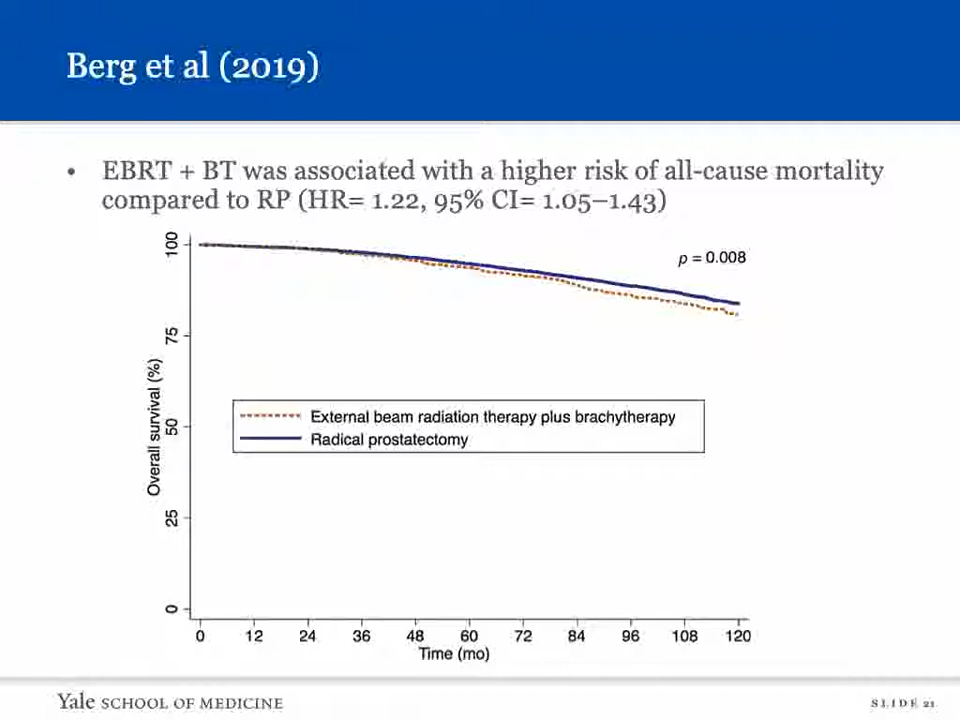 Berg et al (2019)
• EBRT + BT was associated with a higher risk of all-cause mortality
compared to RP (HR= 1.22, 95% CI= 1.05–1.43)
100
p = 0.008
75
Overall survival (%)
External beam radiation therapy plus brachytherapy
50
Radical prostatectomy
25
0
0 12 24 36 48 60 72 84 96 108 120
Time (mo)
Yale SCHOOL OF MEDICINE
SLIDE 21